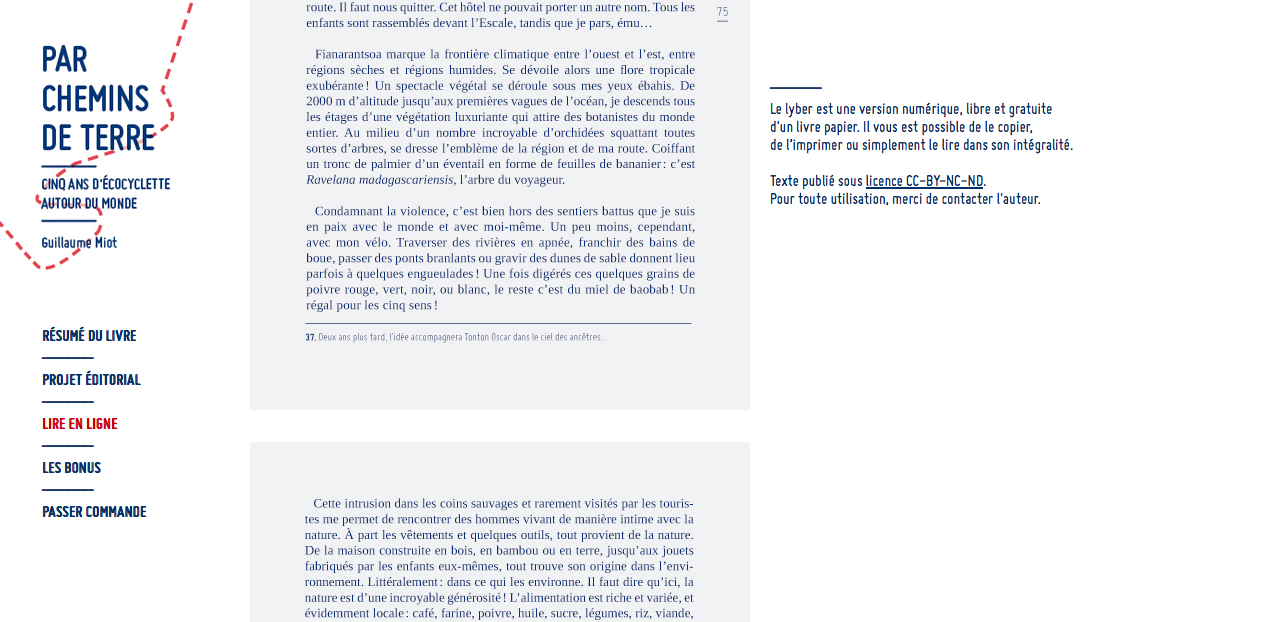 PAR
CHEMINS
DE TERRE
CINQ ANS D'ÉCOCYCLETTE
AUTOUR DU MONDE
Guillaume Miot
RÉSUMÉ DU LIVRE
PROJET ÉDITORIAL
LIRE EN LIGNE
LES BONUS
PASSER COMMANDE
75
route. Il faut nous quitter. Cet hôtel ne pouvait porter un autre nom. Tous les
enfants sont rassemblés devant l’Escale, tandis que je pars, ému…
Fianarantsoa marque la frontière climatique entre l’ouest et l’est, entre
régions sèches et régions humides. Se dévoile alors une flore tropicale
exubérante ! Un spectacle végétal se déroule sous mes yeux ébahis. De
2000 m d’altitude jusqu’aux premières vagues de l’océan, je descends tous
les étages d’une végétation luxuriante qui attire des botanistes du monde
entier. Au milieu d’un nombre incroyable d’orchidées squattant toutes
sortes d’arbres, se dresse l’emblème de la région et de ma route. Coiffant
un tronc de palmier d’un éventail en forme de feuilles de bananier : c’est
Ravelana madagascariensis, l’arbre du voyageur.
Condamnant la violence, c’est bien hors des sentiers battus que je suis
en paix avec le monde et avec moi-même. Un peu moins, cependant,
avec mon vélo. Traverser des rivières en apnée, franchir des bains de
boue, passer des ponts branlants ou gravir des dunes de sable donnent lieu
parfois à quelques engueulades ! Une fois digérés ces quelques grains de
poivre rouge, vert, noir, ou blanc, le reste c’est du miel de baobab ! Un
régal pour les cinq sens !
37. Deux ans plus tard, l’idée accompagnera Tonton Oscar dans le ciel des ancêtres…
Cette intrusion dans les coins sauvages et rarement visités par les touris-
tes me permet de rencontrer des hommes vivant de manière intime avec la
nature. À part les vêtements et quelques outils, tout provient de la nature.
De la maison construite en bois, en bambou ou en terre, jusqu’aux jouets
fabriqués par les enfants eux-mêmes, tout trouve son origine dans l’envi-
ronnement. Littéralement : dans ce qui les environne. Il faut dire qu’ici, la
nature est d’une incroyable générosité ! L’alimentation est riche et variée, et
évidemment locale : café, farine, poivre, huile, sucre, légumes, riz, viande,
Le lyber est une version numérique, libre et gratuite
d'un livre papier. Il vous est possible de le copier,
de l'imprimer ou simplement le lire dans son intégralité.
Texte publié sous licence CC-BY-NC-ND.
Pour toute utilisation, merci de contacter l'auteur.